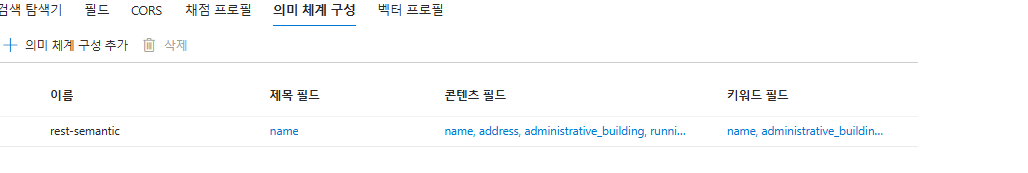 검색 탐색기 필드 CORS 채점 프로필 의미 체계 구성 벡터 프로필
의미 체계 구성 추가 삭제
이름 제목 필드 콘텐츠 필드 키워드 필드
rest-semantic name name, address, administrative_building, runni... name, administrative_buildin...